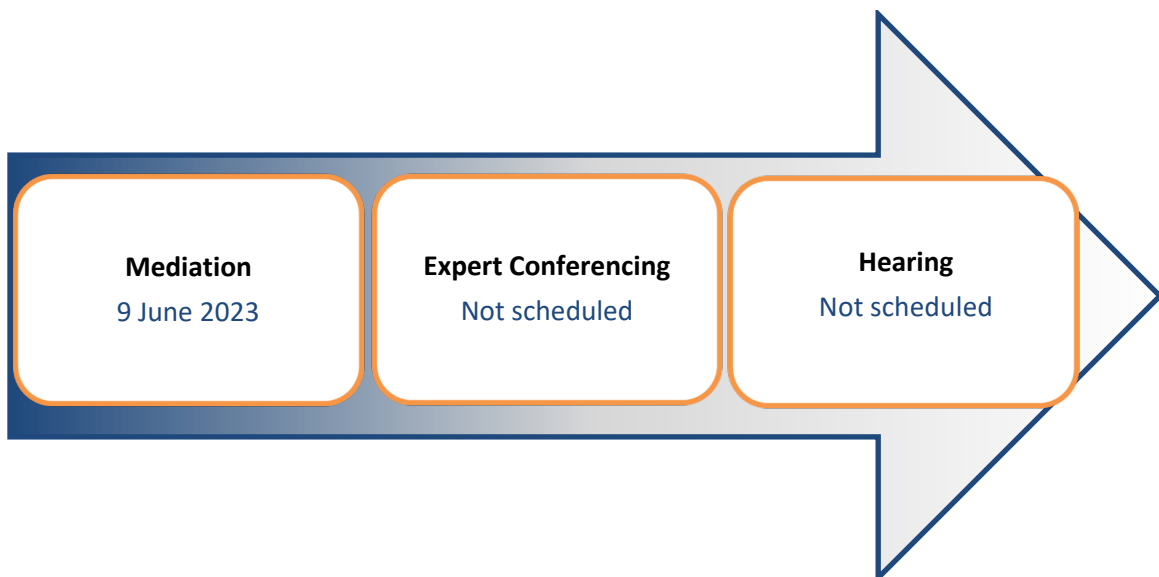 Mediation
9 June 2023
Expert Conferencing
Not scheduled
Hearing
Not scheduled